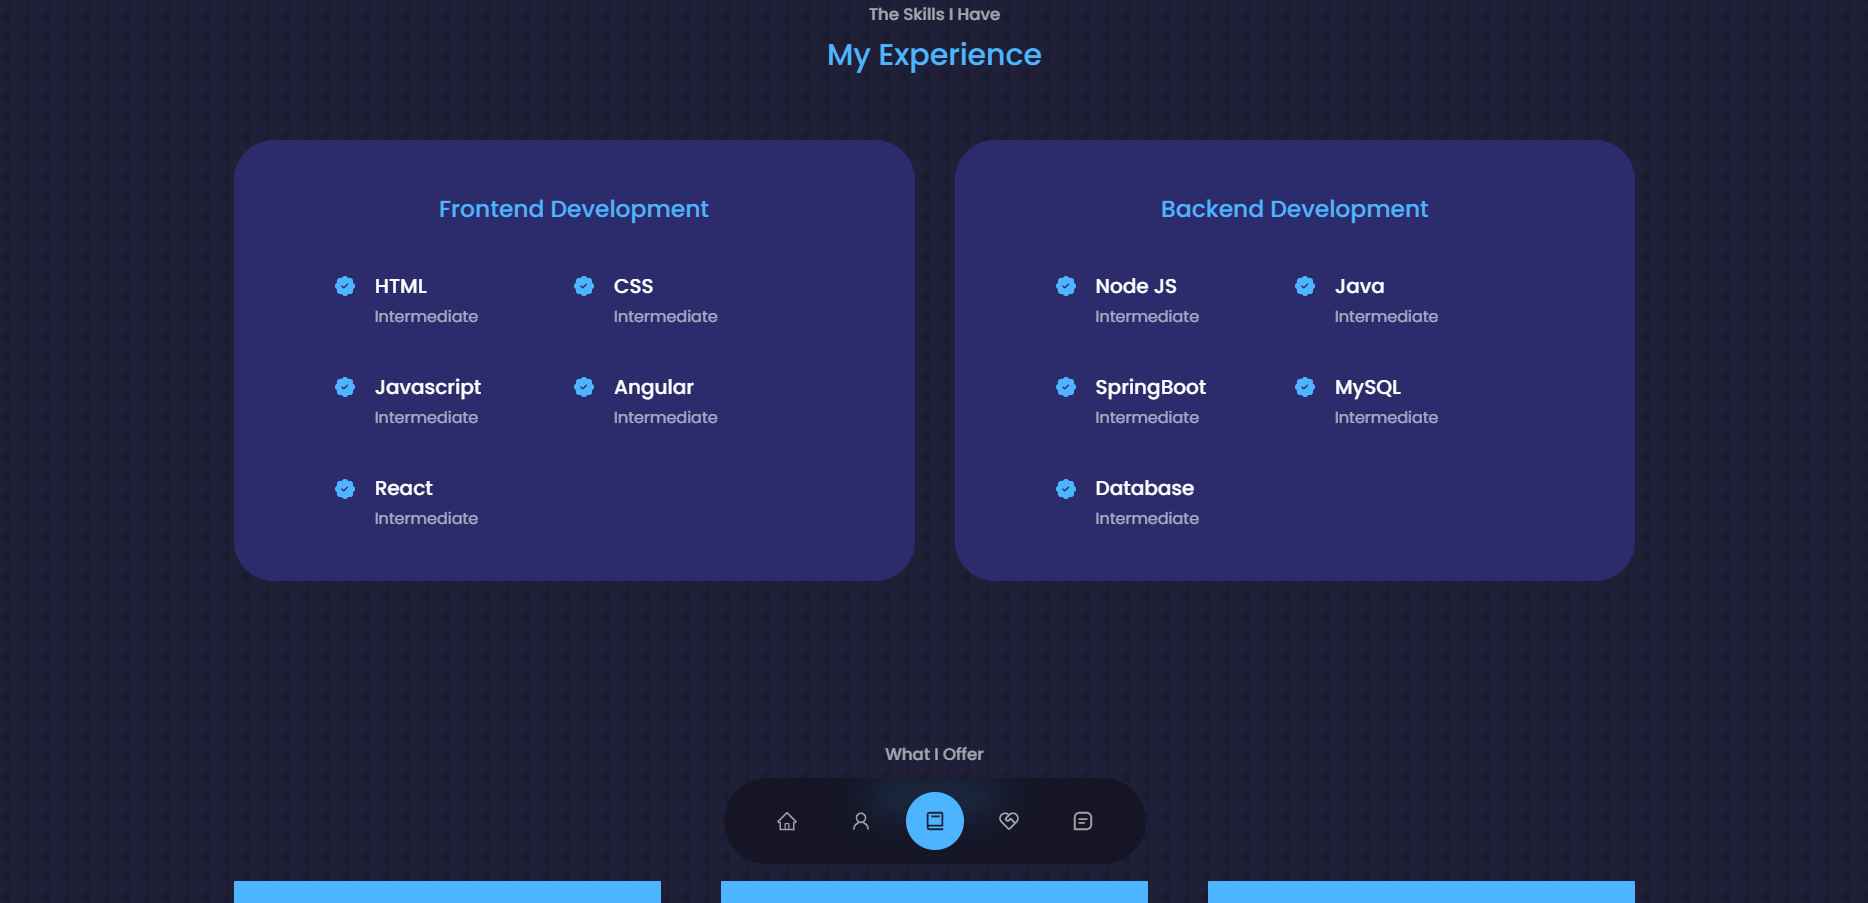 The Skills I Have
My Experience
Frontend Development
HTML
Intermediate
CSS
Intermediate
Javascript
Intermediate
Angular
Intermediate
React
Intermediate
Backend Development
Node JS
Intermediate
Java
Intermediate
SpringBoot
Intermediate
MySQL
Intermediate
Database
Intermediate
What I Offer